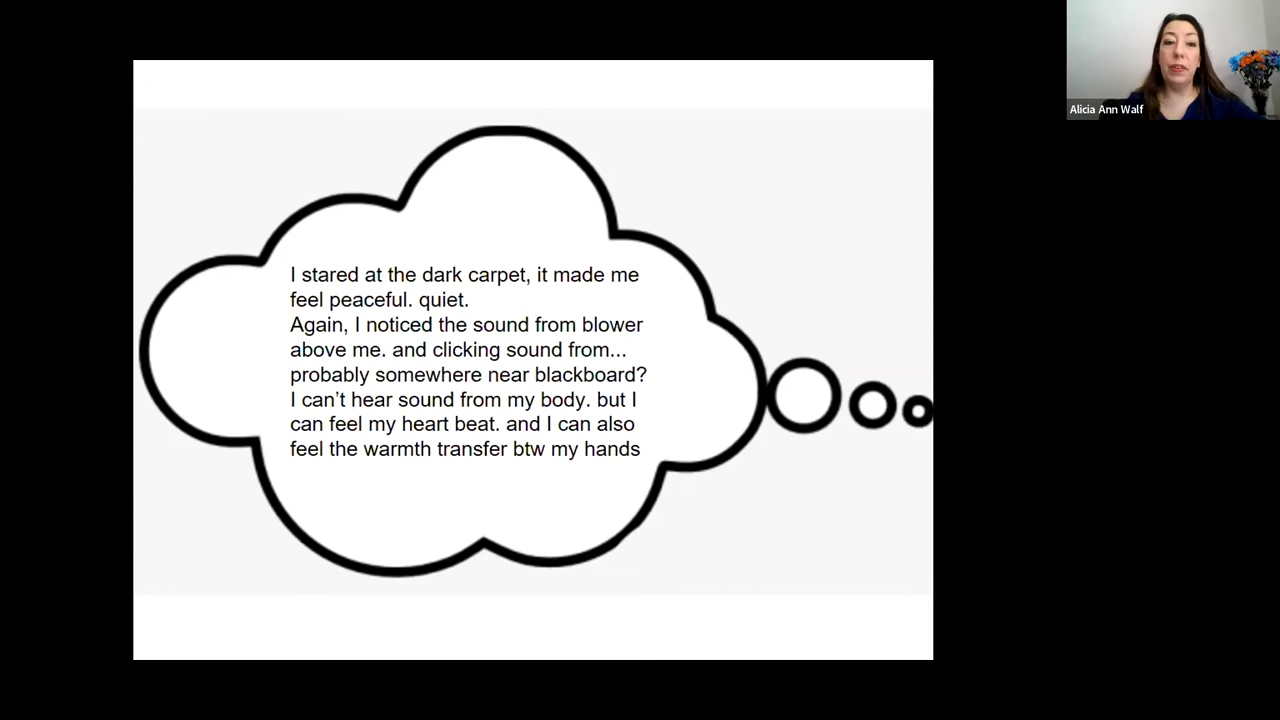 I stared at the dark carpet, it made me
feel peaceful. quiet.
Again, I noticed the sound from blower
above me. and clicking sound from...
probably somewhere near blackboard?
I can’t hear sound from my body. but I
can feel my heart beat. and I can also
feel the warmth transfer btw my hands
Alicia Ann Walf